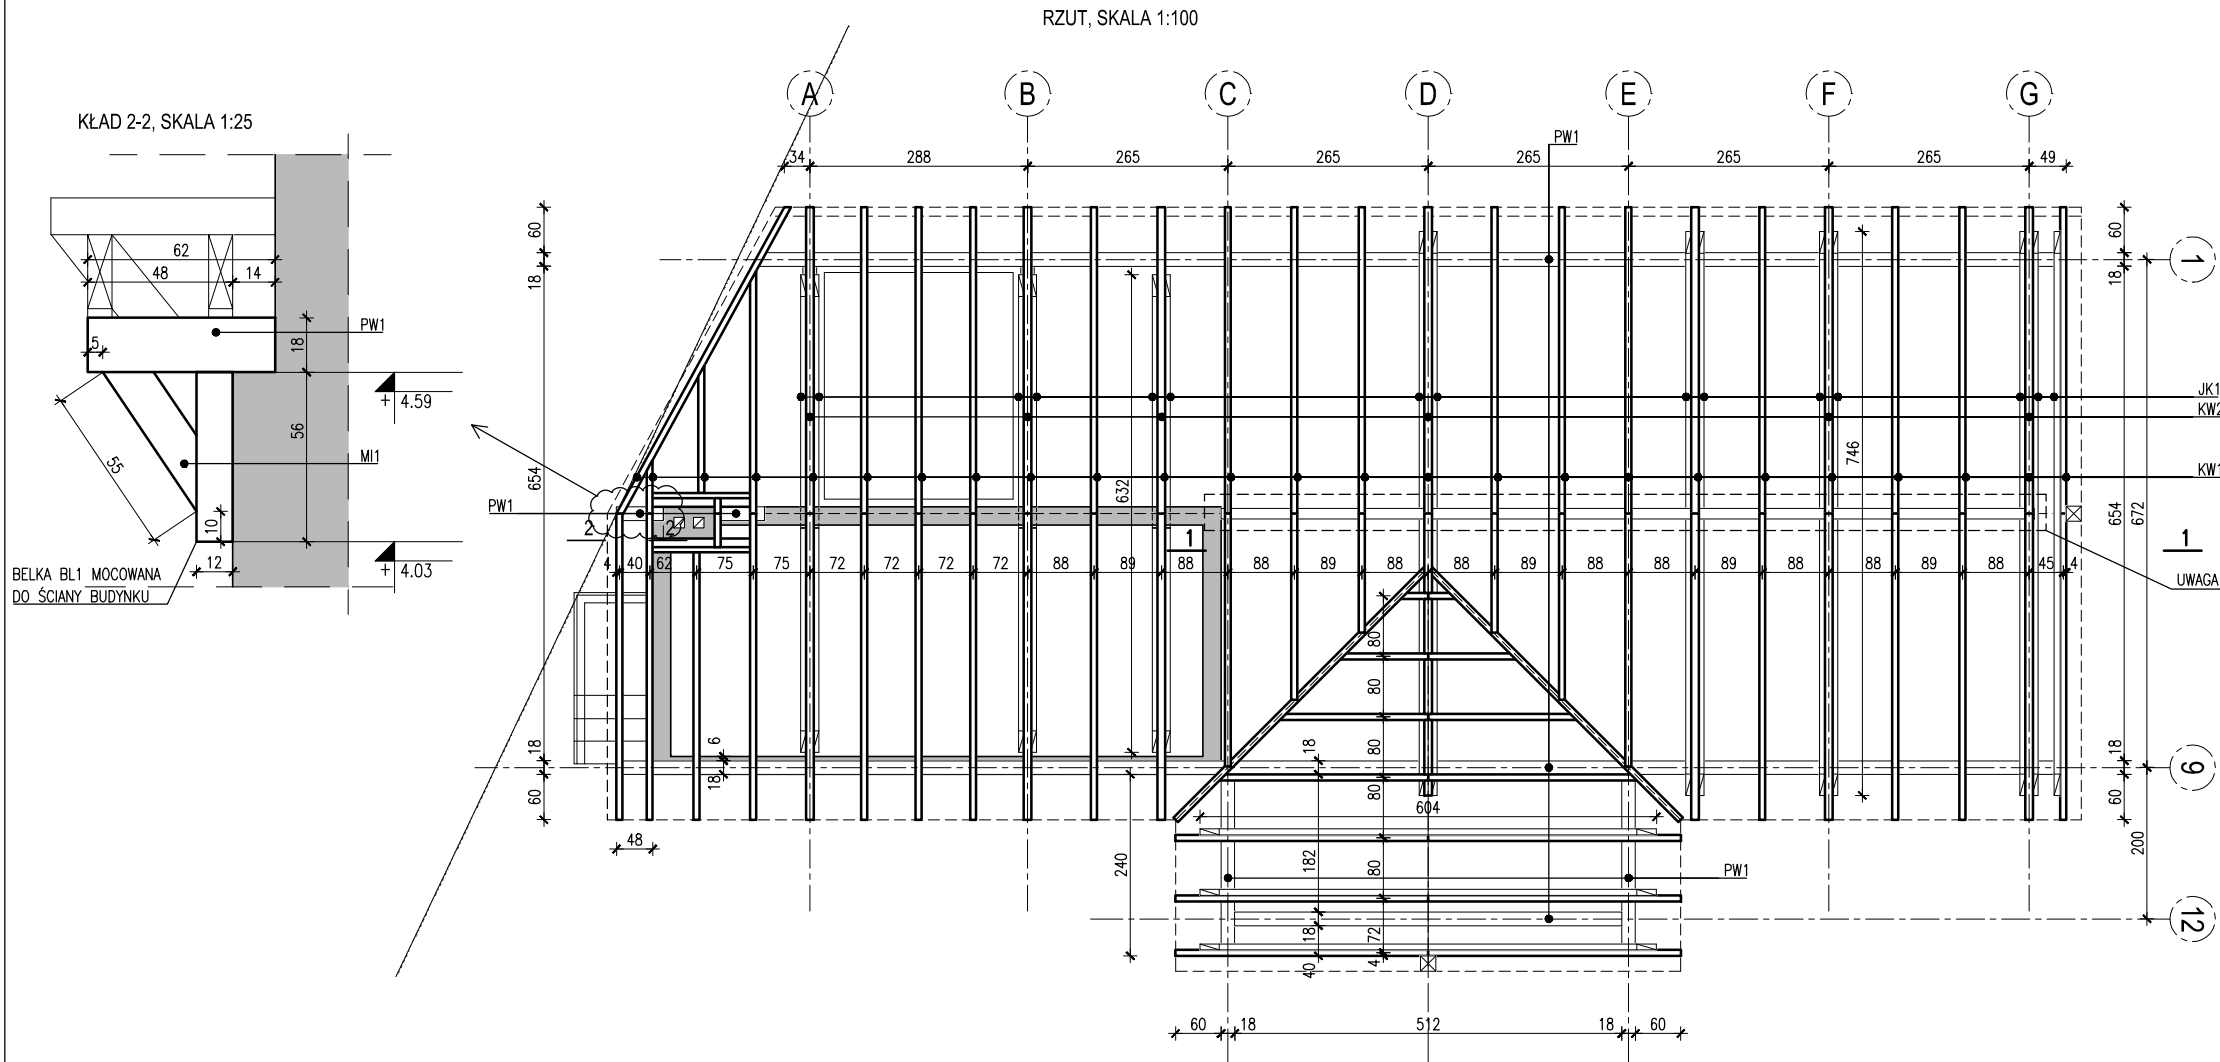 RZUT, SKALA 1:100
KŁAD 2-2, SKALA 1:25
A B C D E F G
PW1
34 288 265 265 265 265 265 49
62
48 14
PW1
5
18
+ 4.59
56
MI1
55
10
12
+ 4.03
BELKA BL1 MOCOWANA
DO ŚCIANY BUDYNKU
60
18
654
18
60
60
18
1
JK1
KW2
KW1
746
632
654
672
PW1
2 2
1
1
UWAGA
4 40 62 75 75 72 72 72 72 88 89 88 88 89 88 88 89 88 88 89 88 88 89 88 45 4
80
80
80
80
80
72
4
6
18
18
182
18
40
604
18
60
9
200
48
240
PW1
12
60 18 512 18 60